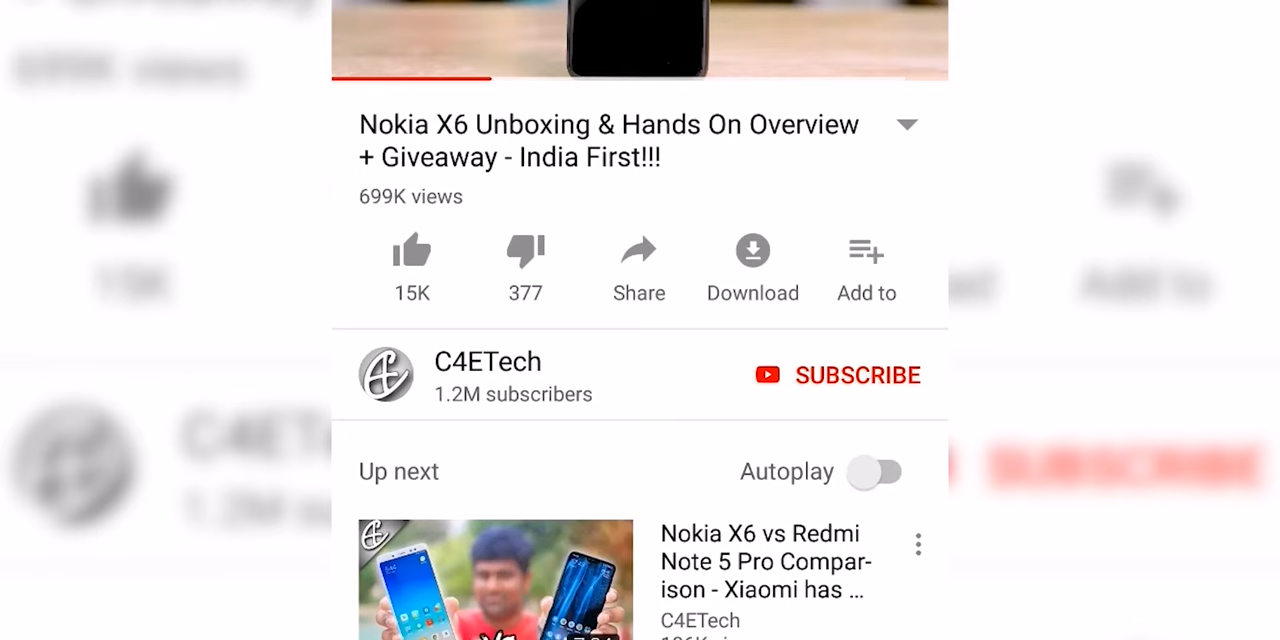 Nokia X6 Unboxing & Hands On Overview
+ Giveaway - India First!!!
699K views
15K
377
Share
Download
Add to
C4ETech
1.2M subscribers
SUBSCRIBE
Up next
Autoplay
Nokia X6 vs Redmi
Note 5 Pro Compar-
ison - Xiaomi has ...
C4ETech